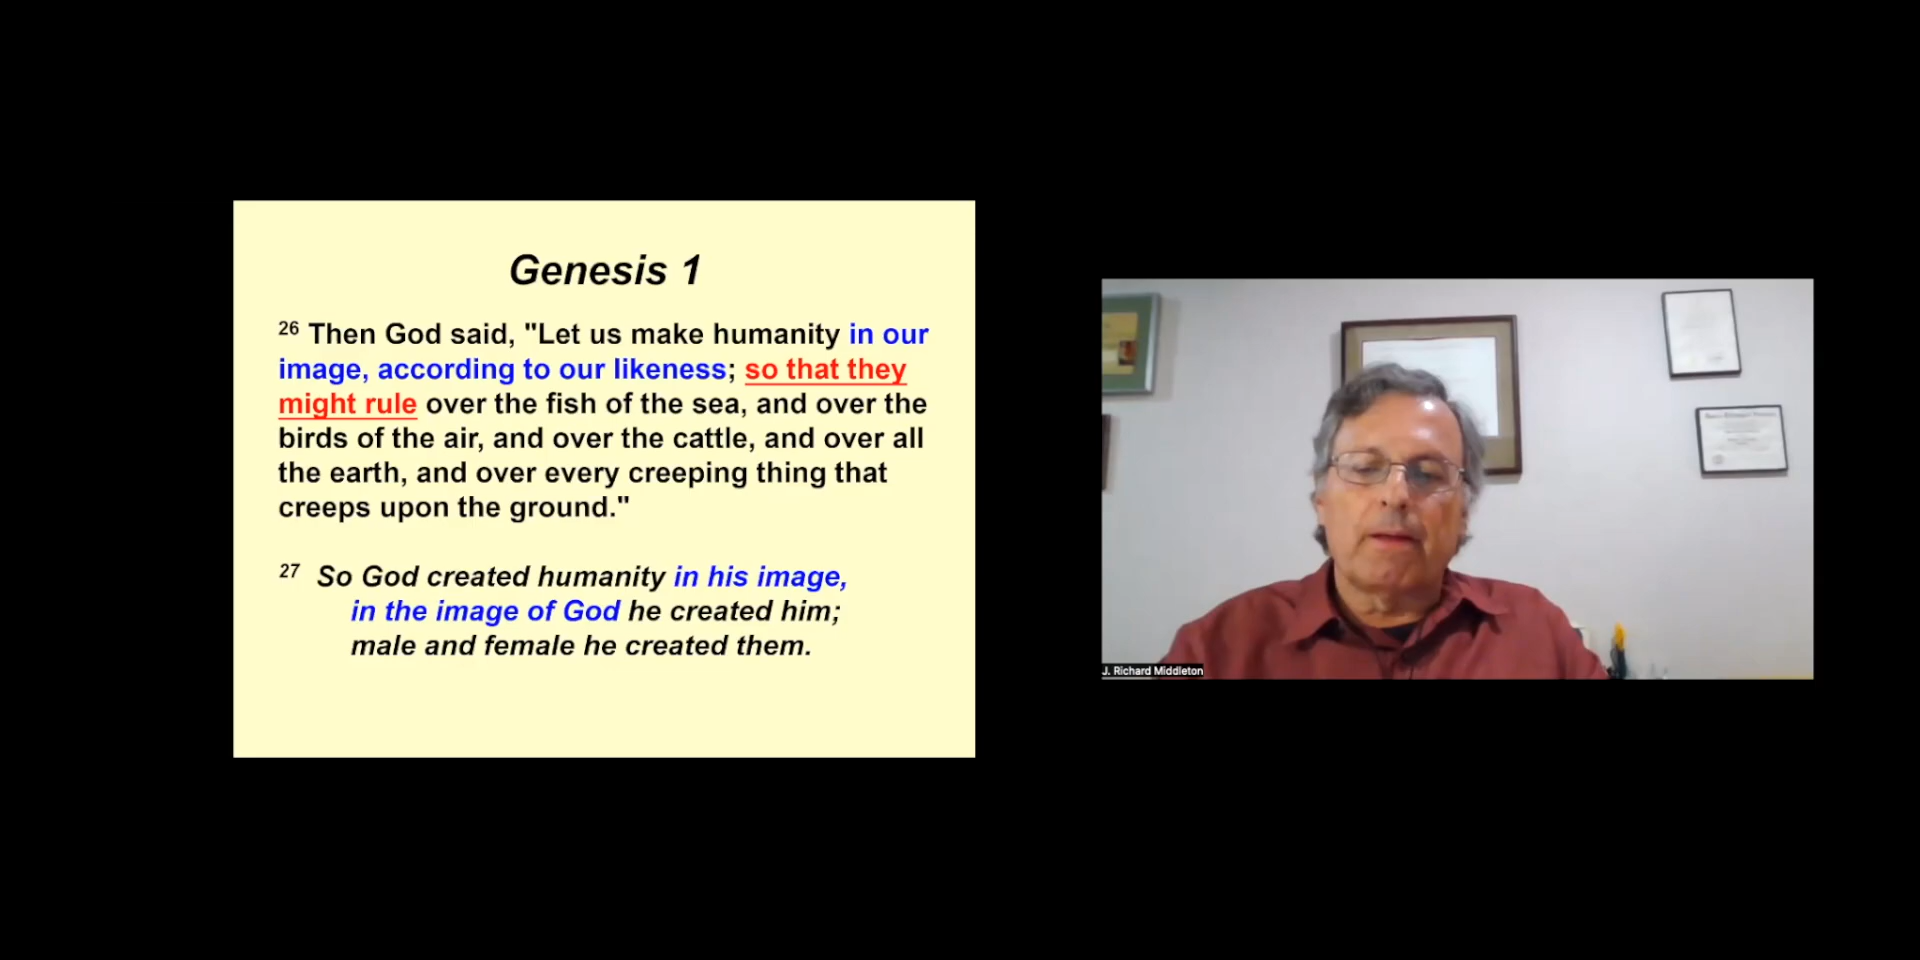 Genesis 1
26 Then God said, "Let us make humanity in our
image, according to our likeness; so that they
might rule over the fish of the sea, and over the
birds of the air, and over the cattle, and over all
the earth, and over every creeping thing that
creeps upon the ground."
27 So God created humanity in his image,
in the image of God he created him;
male and female he created them.
J. Richard Middleton